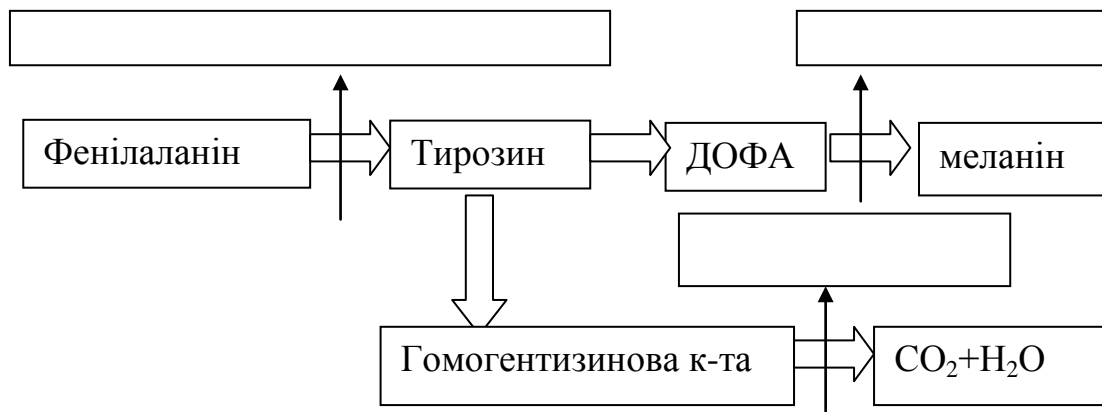 Фенілаланін
Тирозин
ДОФА
меланін
Гомогентизинова к-та
CO₂+H₂O